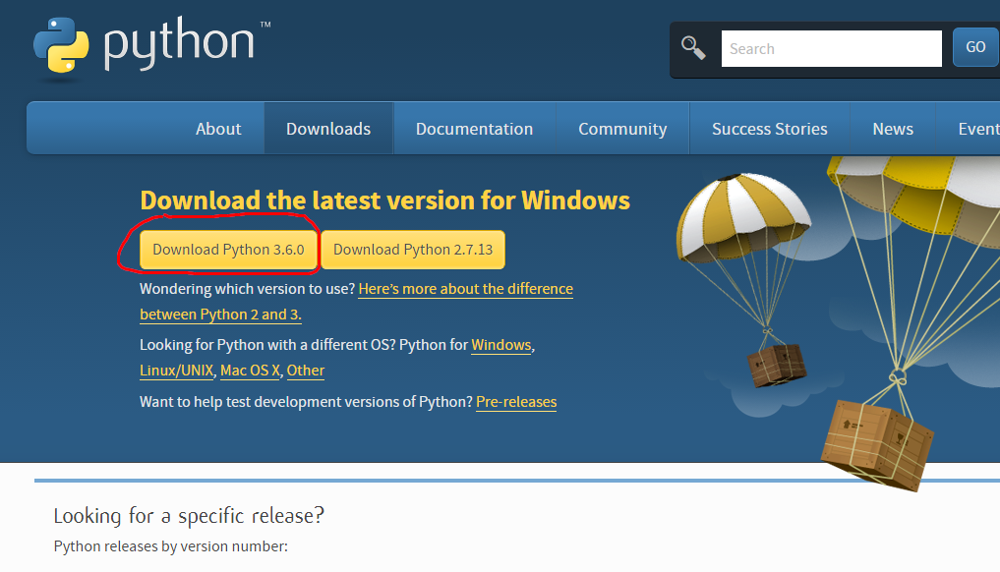 python™
Search
GO
About
Downloads
Documentation
Community
Success Stories
News
Event
Download the latest version for Windows
Download Python 3.6.0
Download Python 2.7.13
Wondering which version to use? Here’s more about the difference
between Python 2 and 3.
Looking for Python with a different OS? Python for Windows,
Linux/UNIX, Mac OS X, Other
Want to help test development versions of Python? Pre-releases
Looking for a specific release?
Python releases by version number: